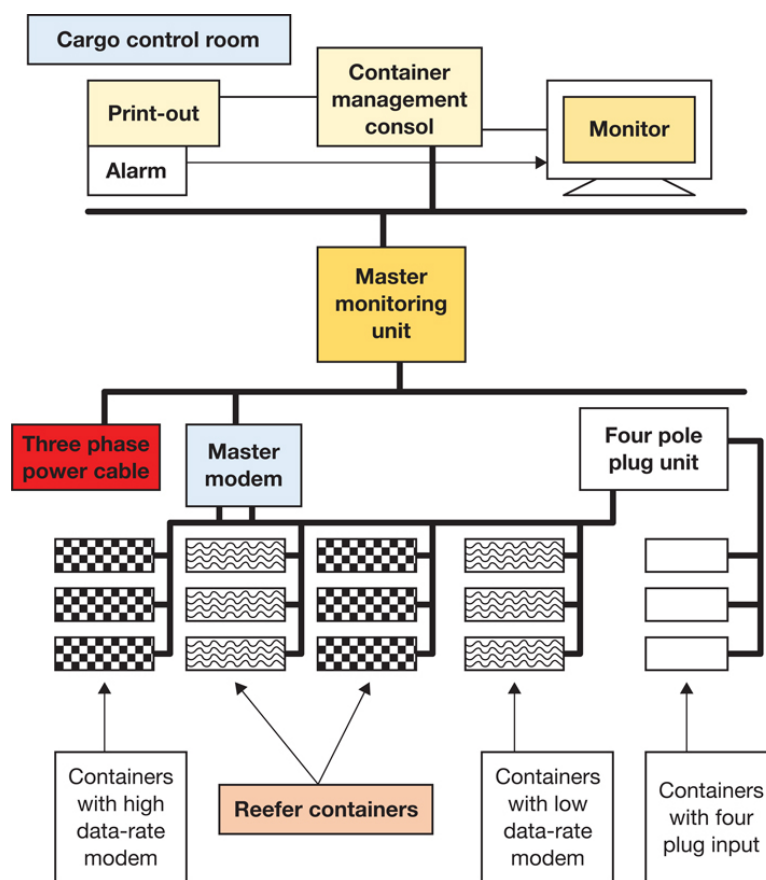 Cargo control room
Print-out
Alarm
Container
management
consol
Monitor
Master
monitoring
unit
Three phase
power cable
Master
modem
Four pole
plug unit
Containers
with high
data-rate
modem
Reefer containers
Containers
with low
data-rate
modem
Containers
with four
plug input